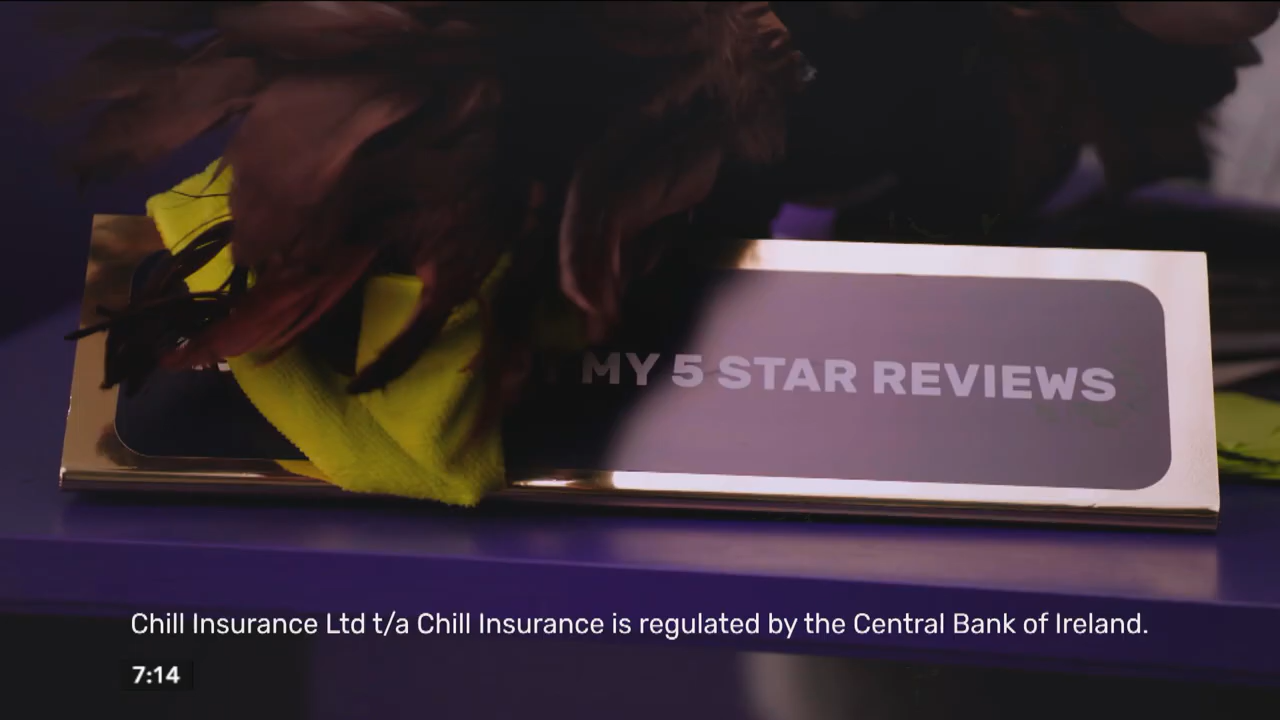 MY 5 STAR REVIEWS
Chill Insurance Ltd t/a Chill Insurance is regulated by the Central Bank of Ireland.
7:14